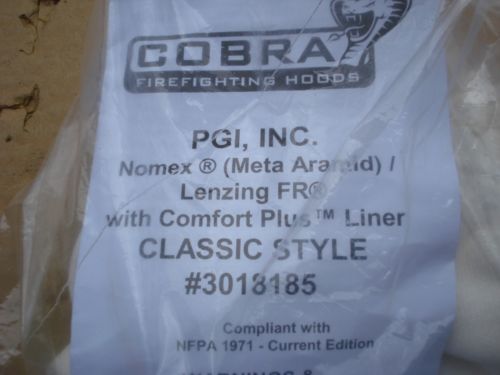 COBRA
FIREFIGHTING HOODS
PGI, INC.
Nomex ® (Meta Aramid) /
Lenzing FR®
with Comfort Plus™ Liner
CLASSIC STYLE
#3018185
Compliant with
NFPA 1971 - Current Edition
WARNINGS &